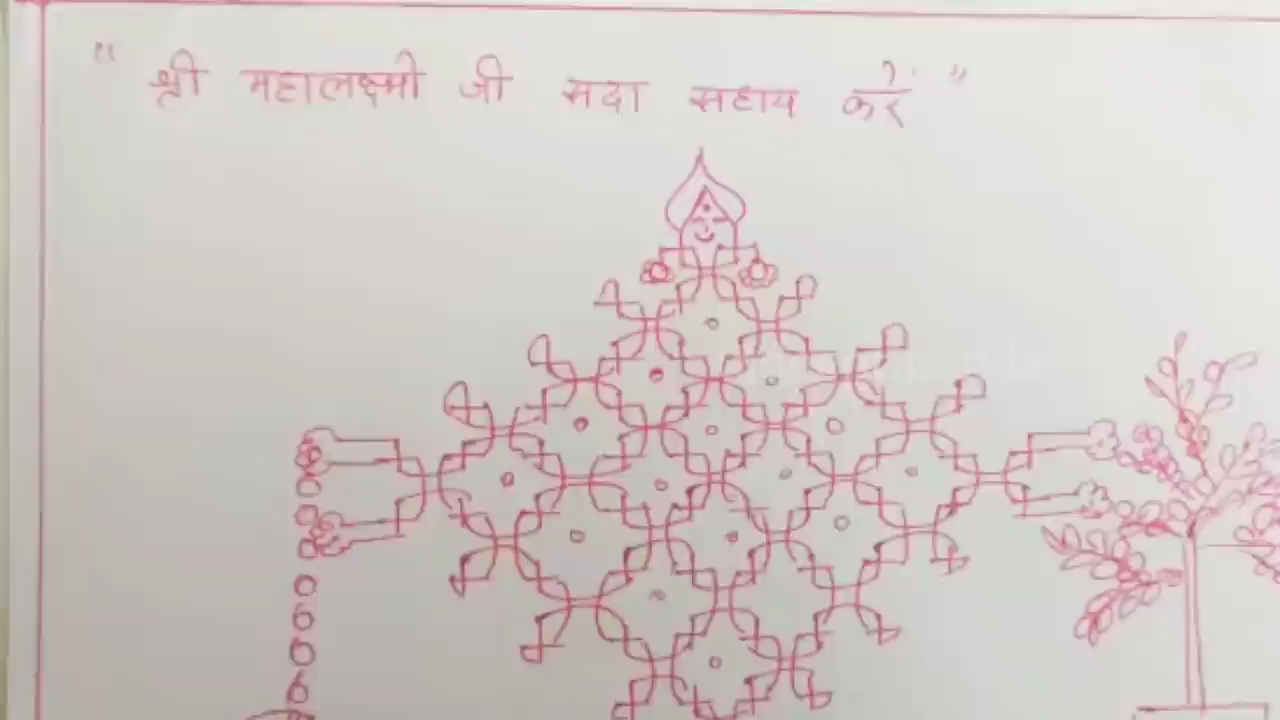 " श्री महालक्ष्मी जी सदा सहाय करें "